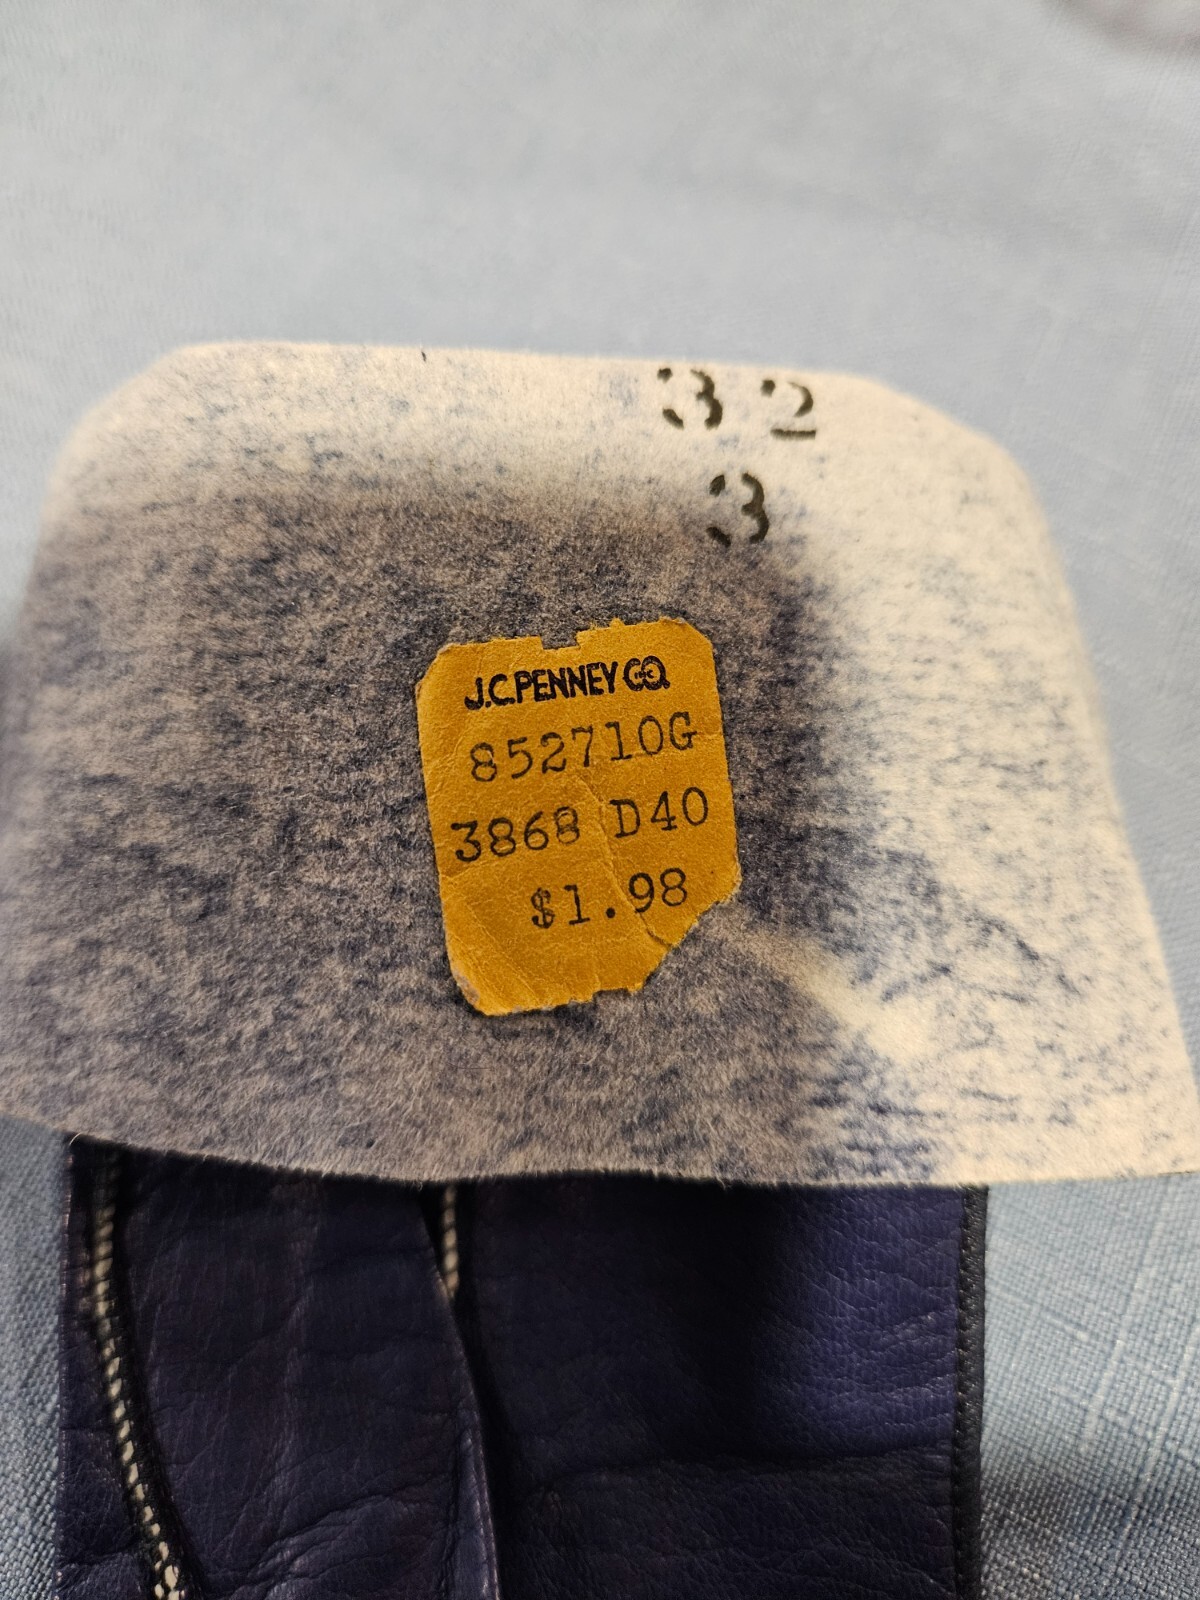 32
3
J.C.PENNEY CO.
852710G
3868 D40
$1.98